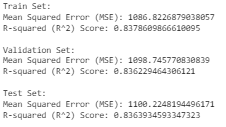 Train Set:
Mean Squared Error (MSE): 1086.8226879038057
R-squared (R^2) Score: 0.8378609866610095
Validation Set:
Mean Squared Error (MSE): 1098.745770830839
R-squared (R^2) Score: 0.836229464306121
Test Set:
Mean Squared Error (MSE): 1100.2248194496171
R-squared (R^2) Score: 0.8363934593347323